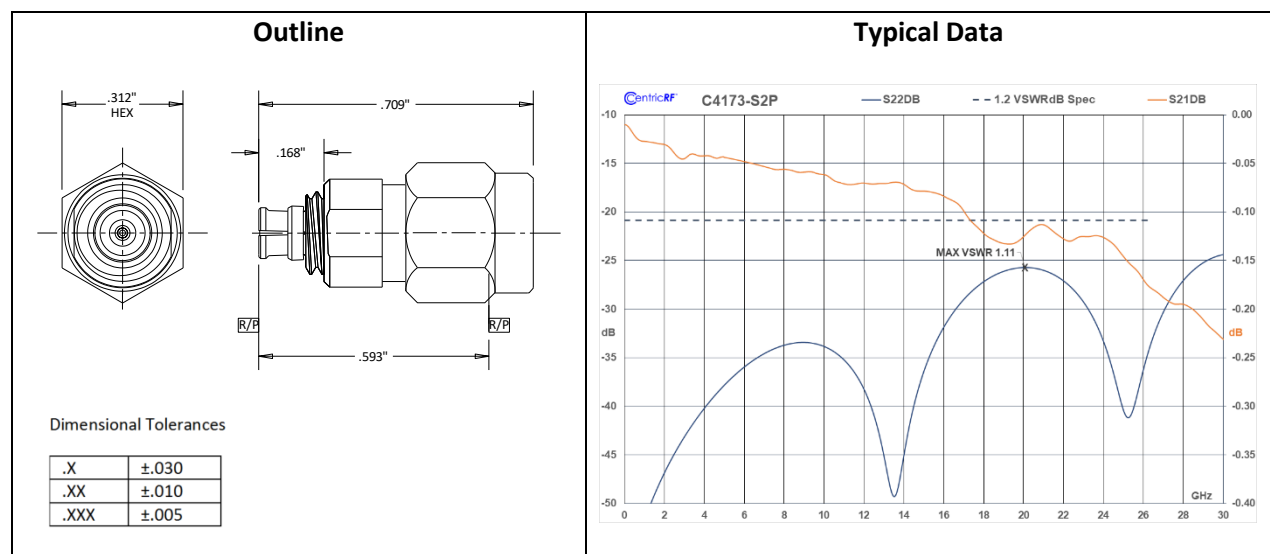 Outline
.312"
HEX
.709"
.168"
R/P
R/P
.593"
Dimensional Tolerances
.X ±.030
.XX ±.010
.XXX ±.005
Typical Data
CentricRF™ C4173-S2P S22DB 1.2 VSWRdB Spec S21DB
-10 0.00
-15 -0.05
-20 -0.10
MAX VSWR 1.11
-25 -0.15
-30 -0.20
dB dB
-35 -0.25
-40 -0.30
-45 -0.35
GHz
-50 -0.40
0 2 4 6 8 10 12 14 16 18 20 22 24 26 28 30